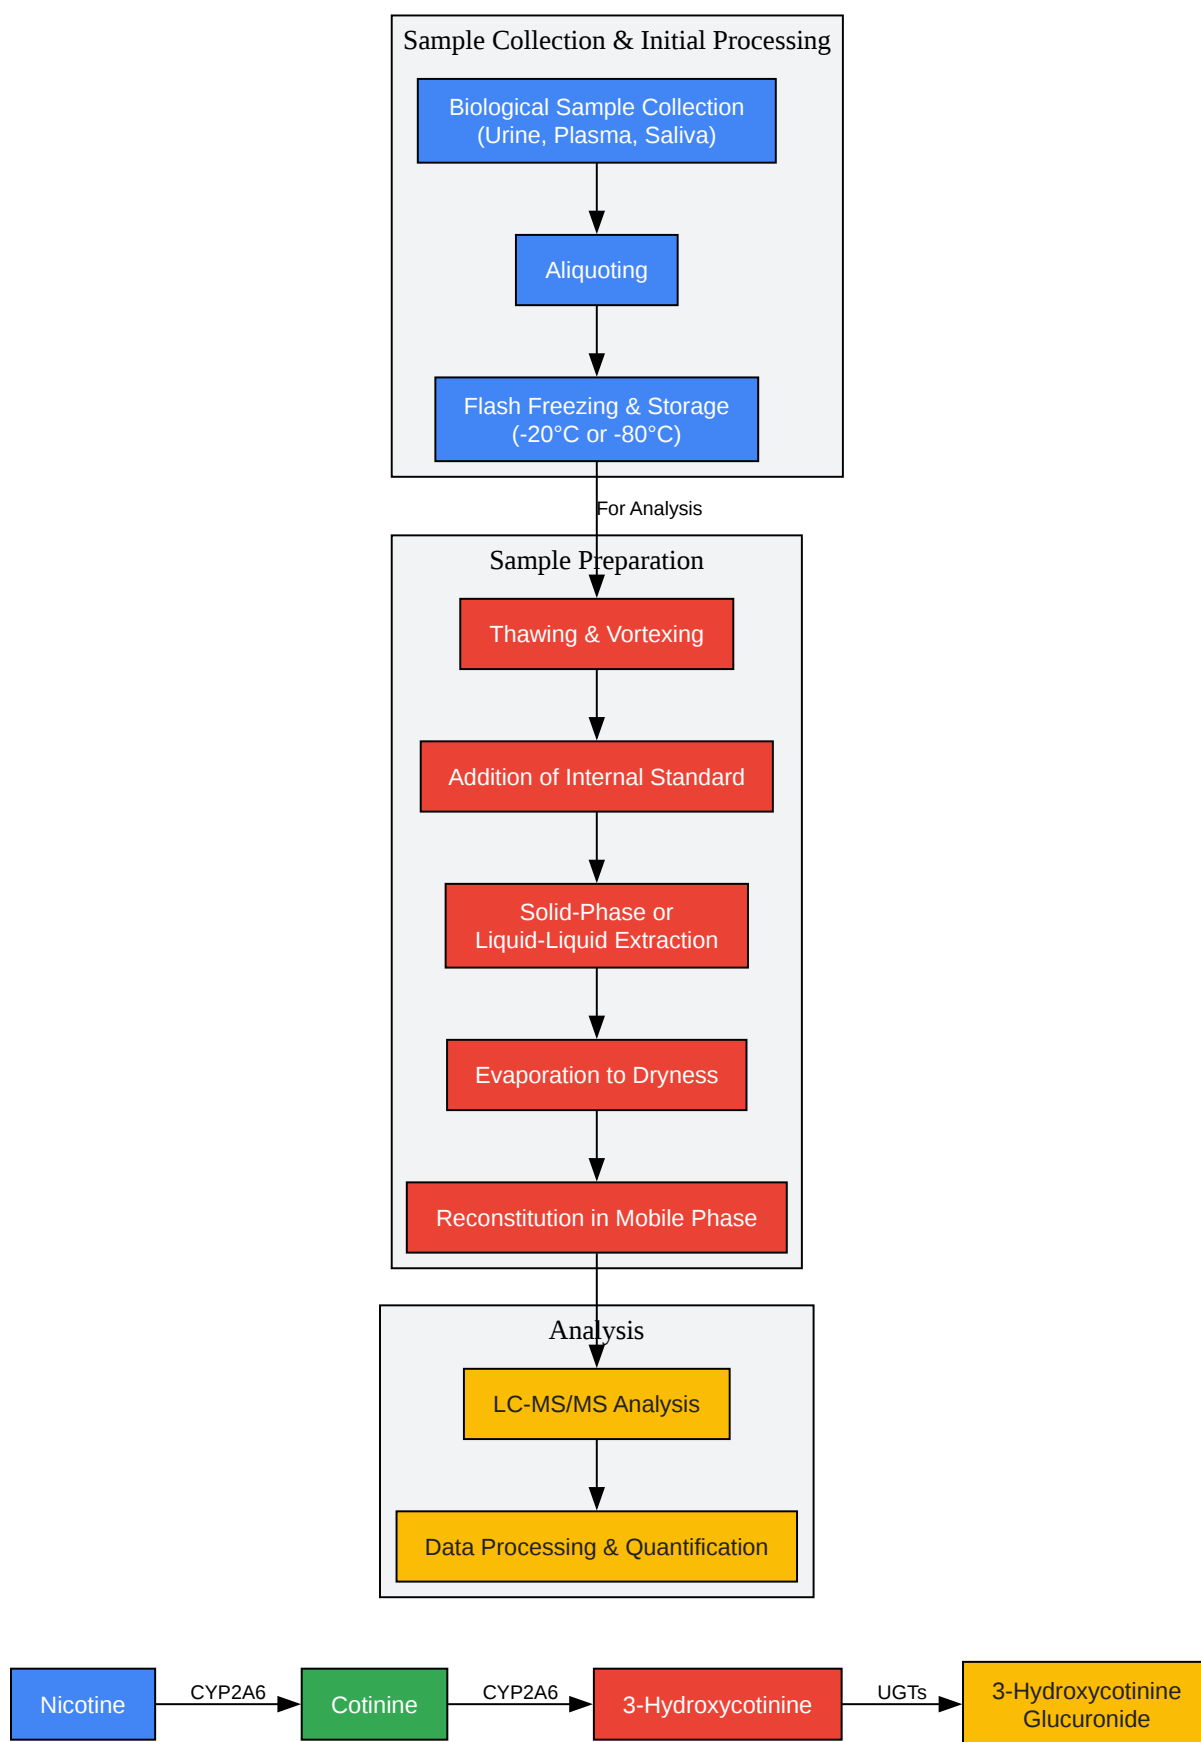 Sample Collection & Initial Processing
Biological Sample Collection
(Urine, Plasma, Saliva)
Aliquoting
Flash Freezing & Storage
(-20°C or -80°C)
For Analysis
Sample Preparation
Thawing & Vortexing
Addition of Internal Standard
Solid-Phase or
Liquid-Liquid Extraction
Evaporation to Dryness
Reconstitution in Mobile Phase
Analysis
LC-MS/MS Analysis
Data Processing & Quantification
Nicotine
CYP2A6
Cotinine
CYP2A6
3-Hydroxycotinine
UGTs
3-Hydroxycotinine
Glucuronide